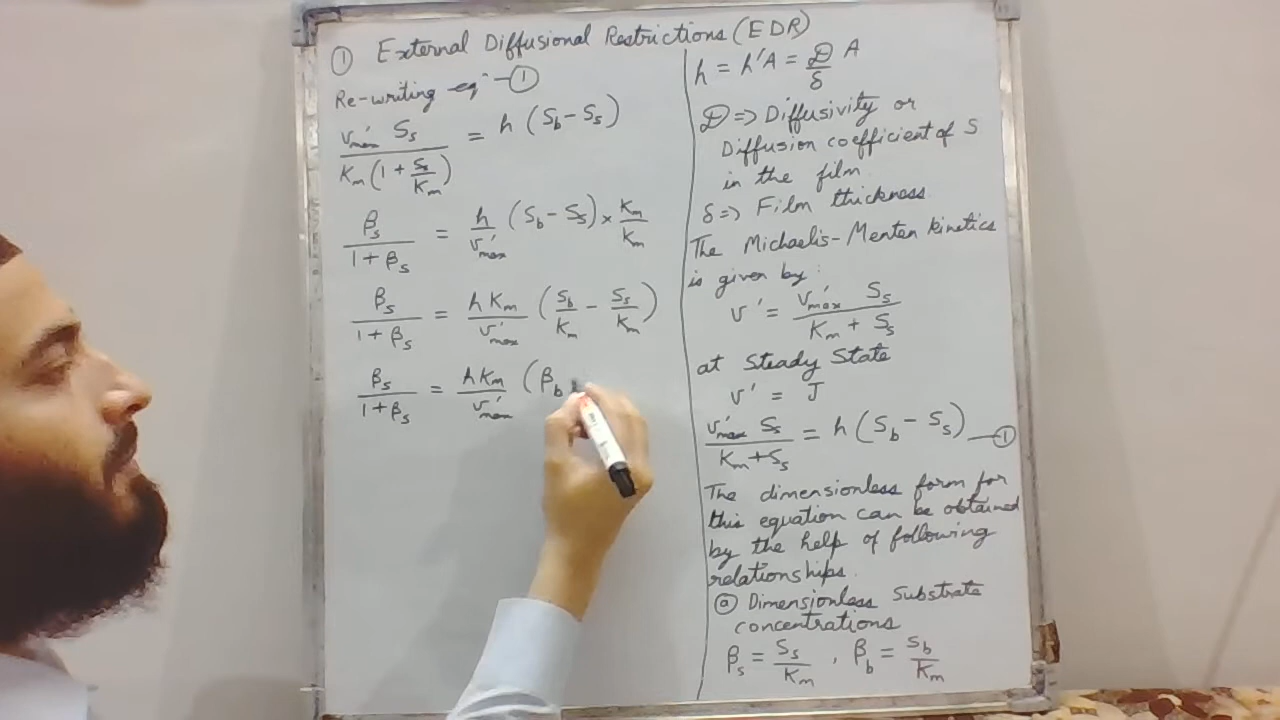 ① External Diffusional Restrictions (EDR)
Re-writing eqⁿ - ①
v'max Ss / Km (1 + Ss/Km) = h (Sb - Ss)
βs / 1 + βs = h / v'max (Sb - Ss) × Km / Km
βs / 1 + βs = h Km / v'max (Sb/Km - Ss/Km)
βs / 1 + βs = h Km / v'max (βb
h = h'A = D/δ A
D => Diffusivity or
Diffusion coefficient of S
in the film
δ => Film thickness
The Michaelis-Menten kinetics
is given by:
v' = v'max Ss / Km + Ss
at Steady State
v' = J
v'max Ss / Km + Ss = h (Sb - Ss) - ①
The dimensionless form for
this equation can be obtained
by the help of following
relationships.
ⓐ Dimensionless Substrate
concentrations
βs = Ss / Km , βb = Sb / Km